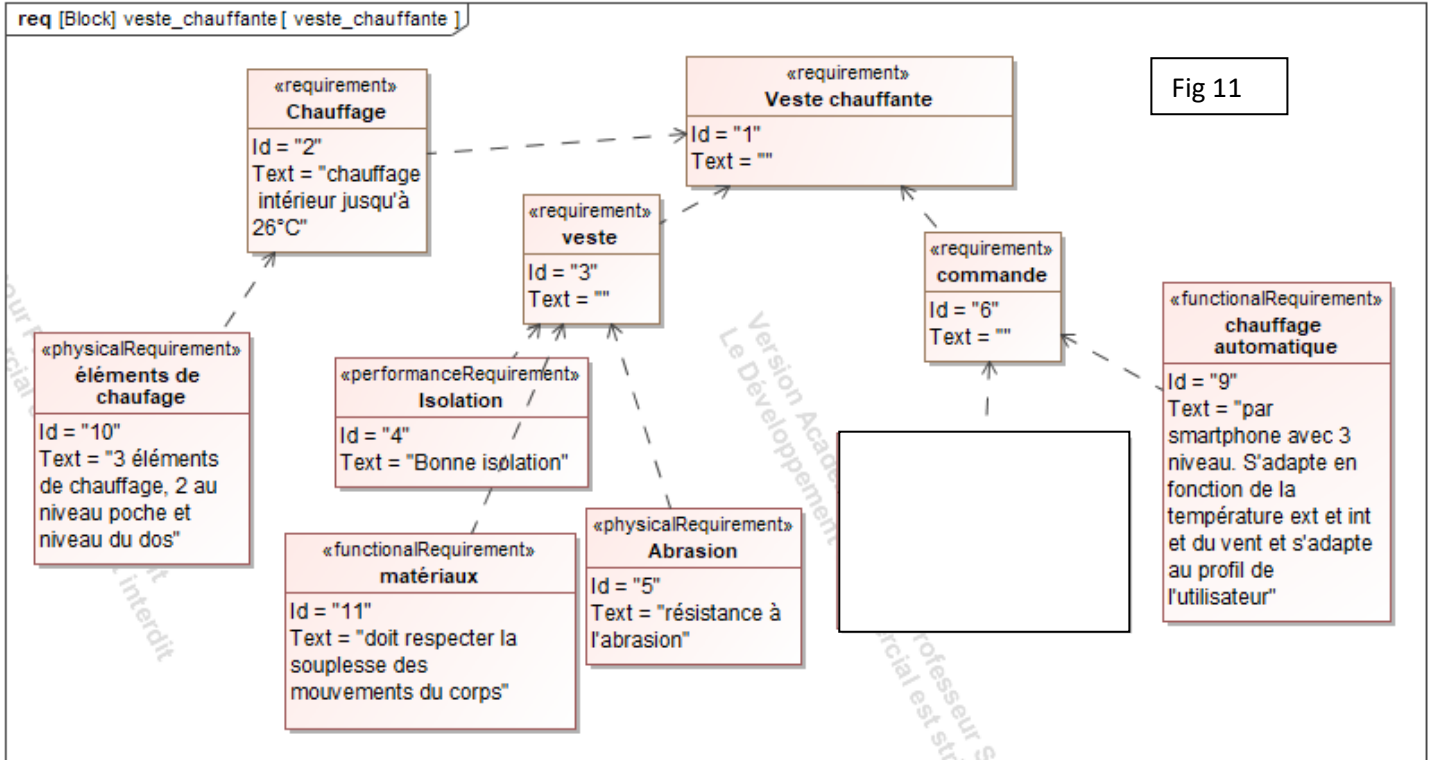 req [Block] veste_chauffante [ veste_chauffante ]
Fig 11
«requirement»
Chauffage
Id = "2"
Text = "chauffage
intérieur jusqu'à
26°C"
«requirement»
Veste chauffante
Id = "1"
Text = ""
«requirement»
veste
Id = "3"
Text = ""
«requirement»
commande
Id = "6"
Text = ""
«functionalRequirement»
chauffage
automatique
Id = "9"
Text = "par
smartphone avec 3
niveau. S'adapte en
fonction de la
température ext et int
et du vent et s'adapte
au profil de
l'utilisateur"
«physicalRequirement»
éléments de
chaufage
Id = "10"
Text = "3 éléments
de chauffage, 2 au
niveau poche et
niveau du dos"
«performanceRequirement»
Isolation
Id = "4"
Text = "Bonne isolation"
«functionalRequirement»
matériaux
Id = "11"
Text = "doit respecter la
souplesse des
mouvements du corps"
«physicalRequirement»
Abrasion
Id = "5"
Text = "résistance à
l'abrasion"
Version Acadé
Le Développement
interdit
rofesseur S
rcial est stri